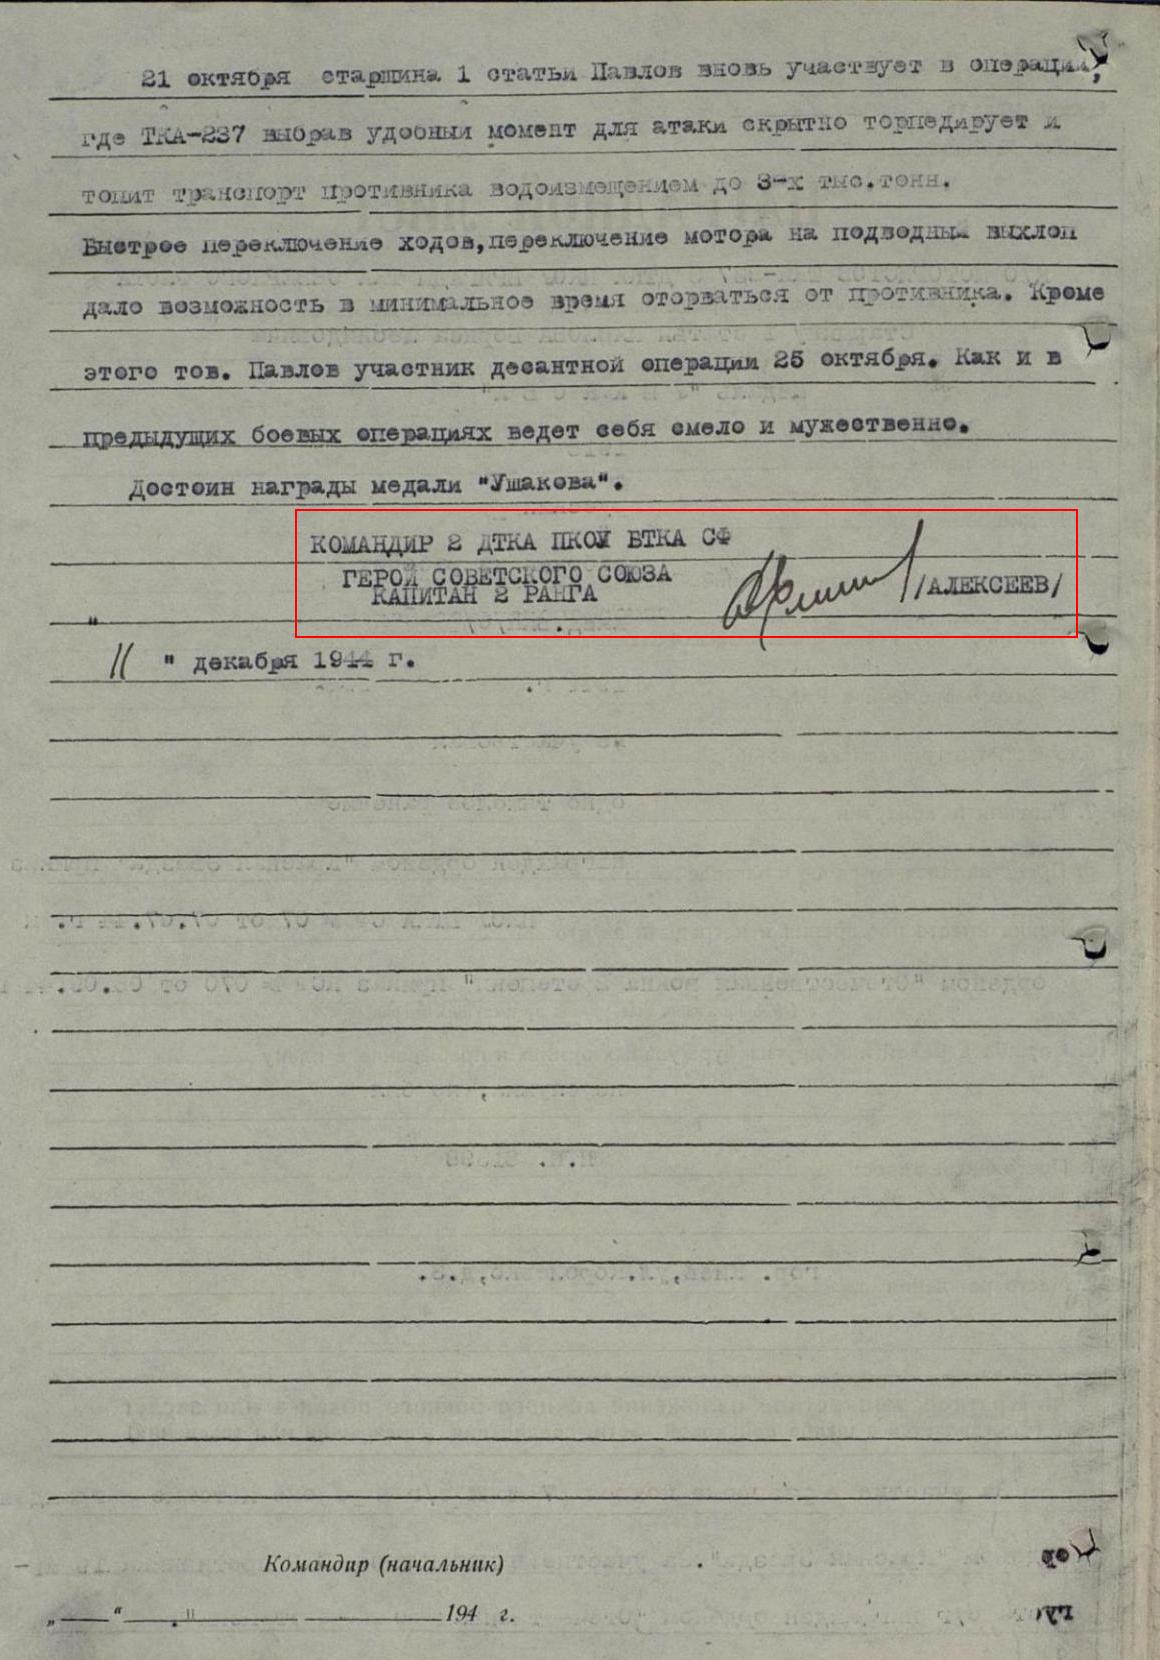 21 октября старшина 1 статьи Павлов вновь участвует в операции,
где ТКА-237 выбрав удобный момент для атаки скрытно торпедирует и
топит транспорт противника водоизмещением до 3-х тыс.тонн.
Быстрое переключение ходов,переключение мотора на подводный выхлоп
дало возможность в минимальное время оторваться от противника. Кроме
этого тов. Павлов участник десантной операции 25 октября. Как и в
предыдущих боевых операциях ведет себя смело и мужественно.
Достоин награды медали "Ушакова".
КОМАНДИР 2 ДТКА ПКОУ БТКА СФ
ГЕРОЙ СОВЕТСКОГО СОЮЗА
КАПИТАН 2 РАНГА /АЛЕКСЕЕВ/
"
11 " декабря 1944 г.
Командир (начальник)
„ “ 194 г.